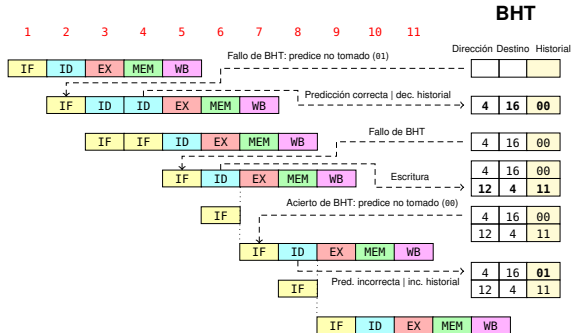 BHT
1 2 3 4 5 6 7 8 9 10 11
Dirección Destino Historial
Fallo de BHT: predice no tomado (01)
IF ID EX MEM WB
Predicción correcta | dec. historial
IF ID ID EX MEM WB 4 16 00
Fallo de BHT
IF IF ID EX MEM WB 4 16 00
4 16 00
Escritura
IF ID EX MEM WB 12 4 11
Acierto de BHT: predice no tomado (00)
IF 4 16 00
12 4 11
IF ID EX MEM WB
4 16 01
Pred. incorrecta | inc. historial
IF 12 4 11
IF ID EX MEM WB